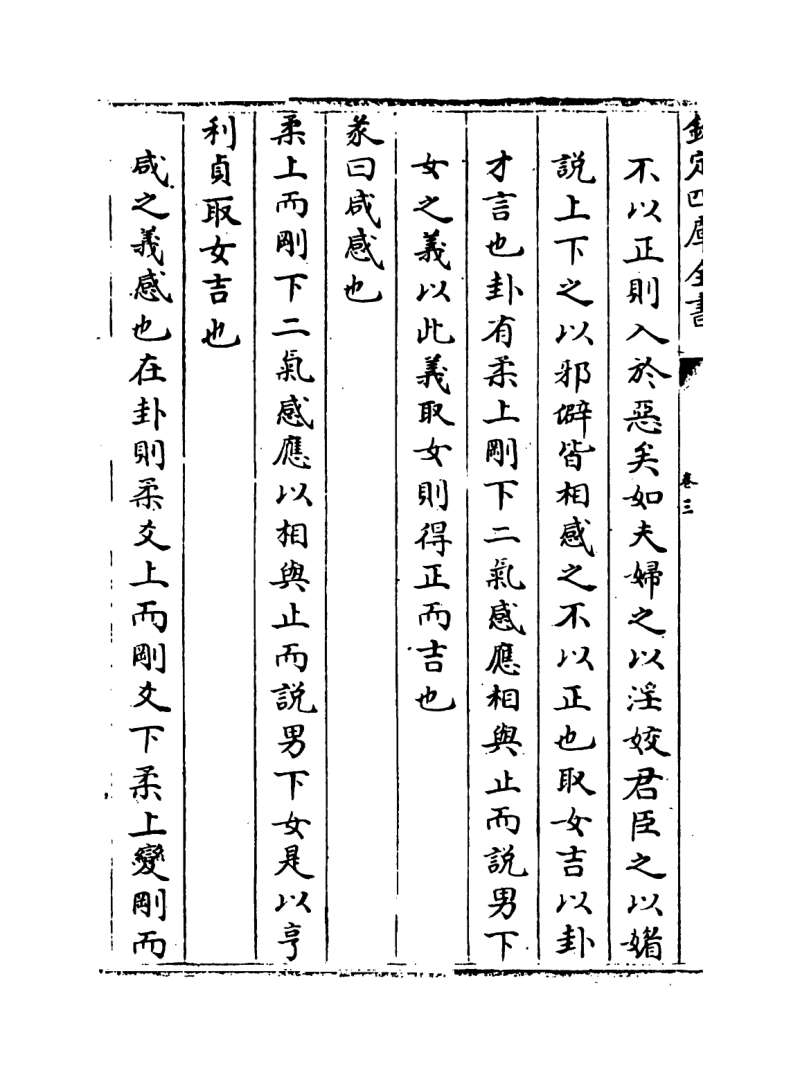 欽定四庫全書
卷三
不以正則入於惡矣如夫婦之以淫姣君臣之以媚
說上下之以邪僻皆相感之不以正也取女吉以卦
才言也卦有柔上剛下二氣感應相與止而說男下
女之義以此義取女則得正而吉也
彖曰咸感也
柔上而剛下二氣感應以相與止而說男下女是以亨
利貞取女吉也
咸之義感也在卦則柔爻上而剛爻下柔上變剛而